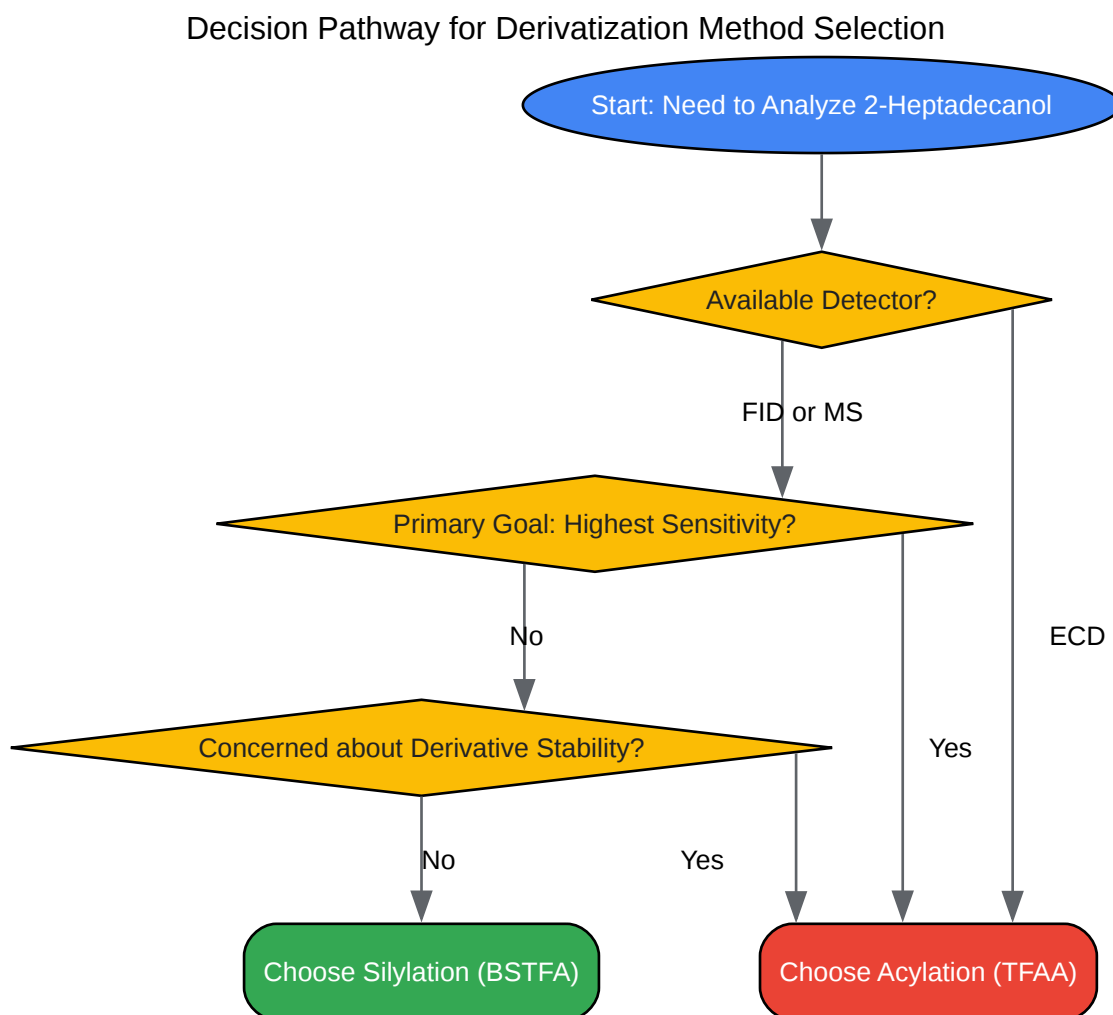 Decision Pathway for Derivatization Method Selection
Start: Need to Analyze 2-Heptadecanol
Available Detector?
FID or MS
Primary Goal: Highest Sensitivity?
No
ECD
Concerned about Derivative Stability?
Yes
No
Yes
Choose Silylation (BSTFA)
Choose Acylation (TFAA)